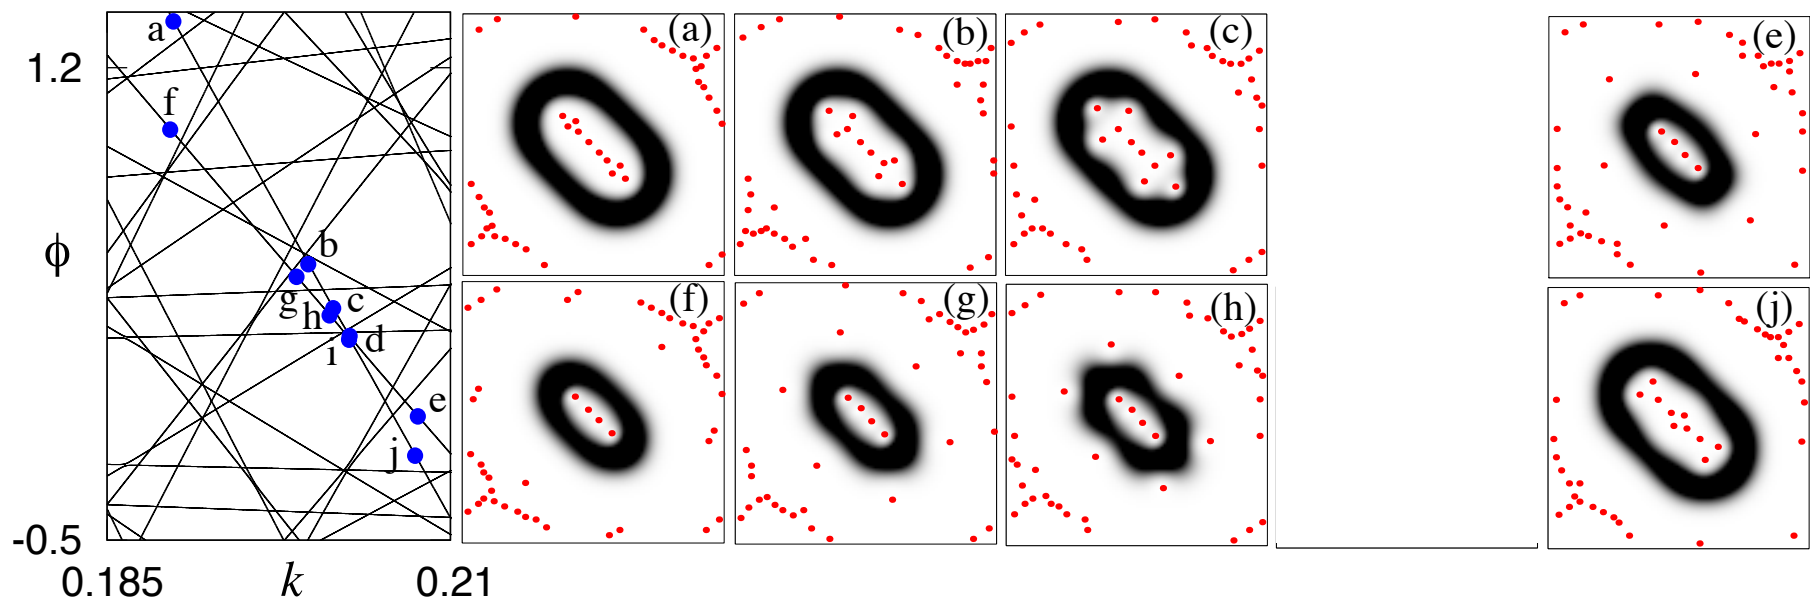 a
(a) (b) (c) (e)
1.2
f
ϕ
b
g
c
h
i
d
e
j
(f) (g) (h) (j)
-0.5
0.185 k 0.21